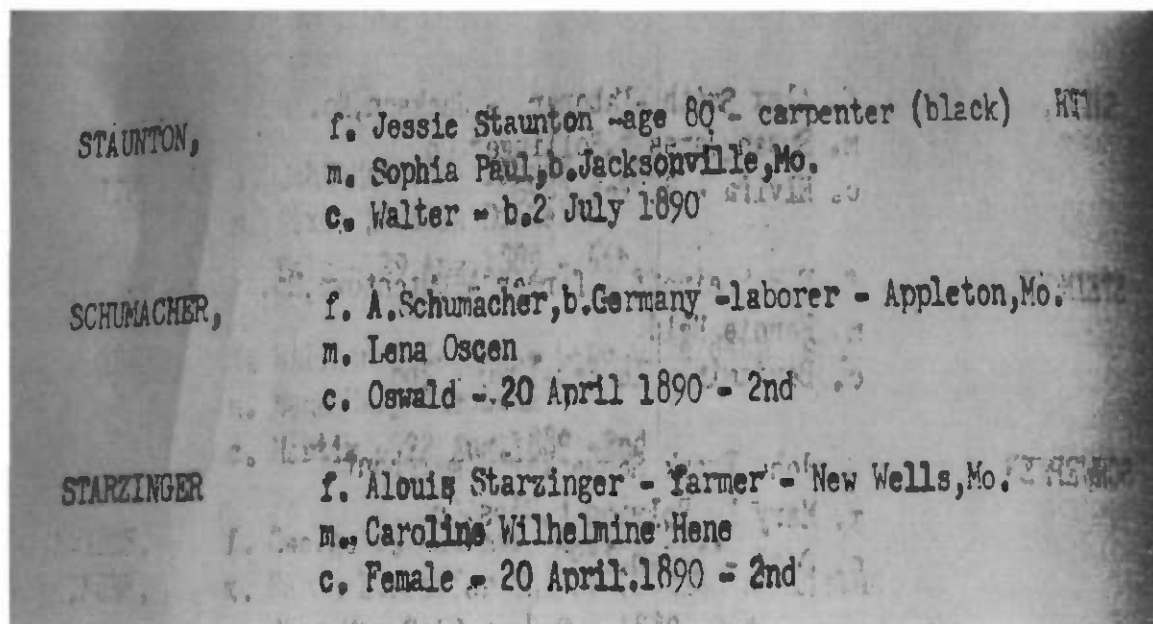 STAUNTON, f. Jessie Staunton -age 80 - carpenter (black)
m. Sophia Paul,b.Jacksonville,Mo.
c. Walter - b.2 July 1890
SCHUMACHER, f. A.Schumacher,b.Germany -laborer - Appleton,Mo.
m. Lena Oscen
c. Oswald - 20 April 1890 - 2nd
STARZINGER f. Alouis Starzinger - farmer - New Wells,Mo.
m. Caroline Wilhelmine Hene
c. Female - 20 April.1890 - 2nd